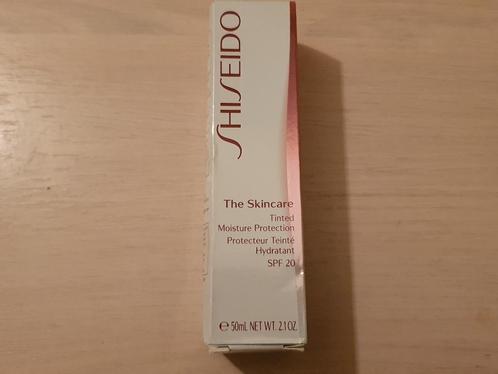 SHISEIDO
The Skincare
Tinted
Moisture Protection
Protecteur Teinté
Hydratant
SPF 20
℮ 50mL NET WT. 2.1 OZ.